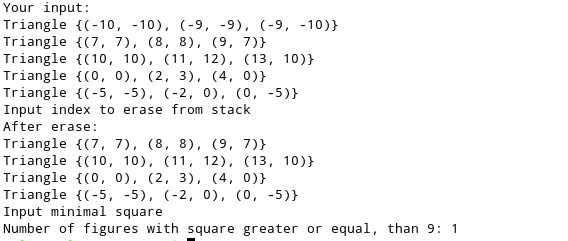 Your input:
Triangle {(-10, -10), (-9, -9), (-9, -10)}
Triangle {(7, 7), (8, 8), (9, 7)}
Triangle {(10, 10), (11, 12), (13, 10)}
Triangle {(0, 0), (2, 3), (4, 0)}
Triangle {(-5, -5), (-2, 0), (0, -5)}
Input index to erase from stack
After erase:
Triangle {(7, 7), (8, 8), (9, 7)}
Triangle {(10, 10), (11, 12), (13, 10)}
Triangle {(0, 0), (2, 3), (4, 0)}
Triangle {(-5, -5), (-2, 0), (0, -5)}
Input minimal square
Number of figures with square greater or equal, than 9: 1